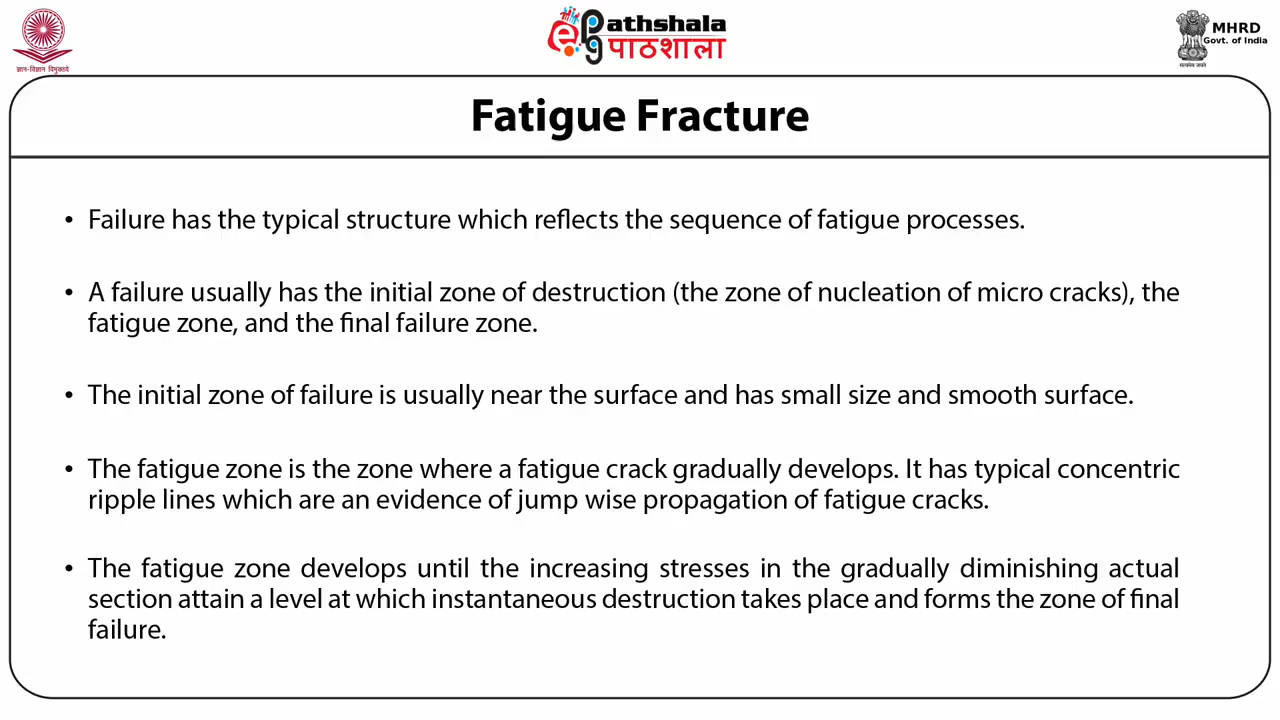 ज्ञान-विज्ञान विमुक्तये
ePathshala
पाठशाला
MHRD
Govt. of India
सत्यमेव जयते
Fatigue Fracture
• Failure has the typical structure which reflects the sequence of fatigue processes.
• A failure usually has the initial zone of destruction (the zone of nucleation of micro cracks), the
fatigue zone, and the final failure zone.
• The initial zone of failure is usually near the surface and has small size and smooth surface.
• The fatigue zone is the zone where a fatigue crack gradually develops. It has typical concentric
ripple lines which are an evidence of jump wise propagation of fatigue cracks.
• The fatigue zone develops until the increasing stresses in the gradually diminishing actual
section attain a level at which instantaneous destruction takes place and forms the zone of final
failure.